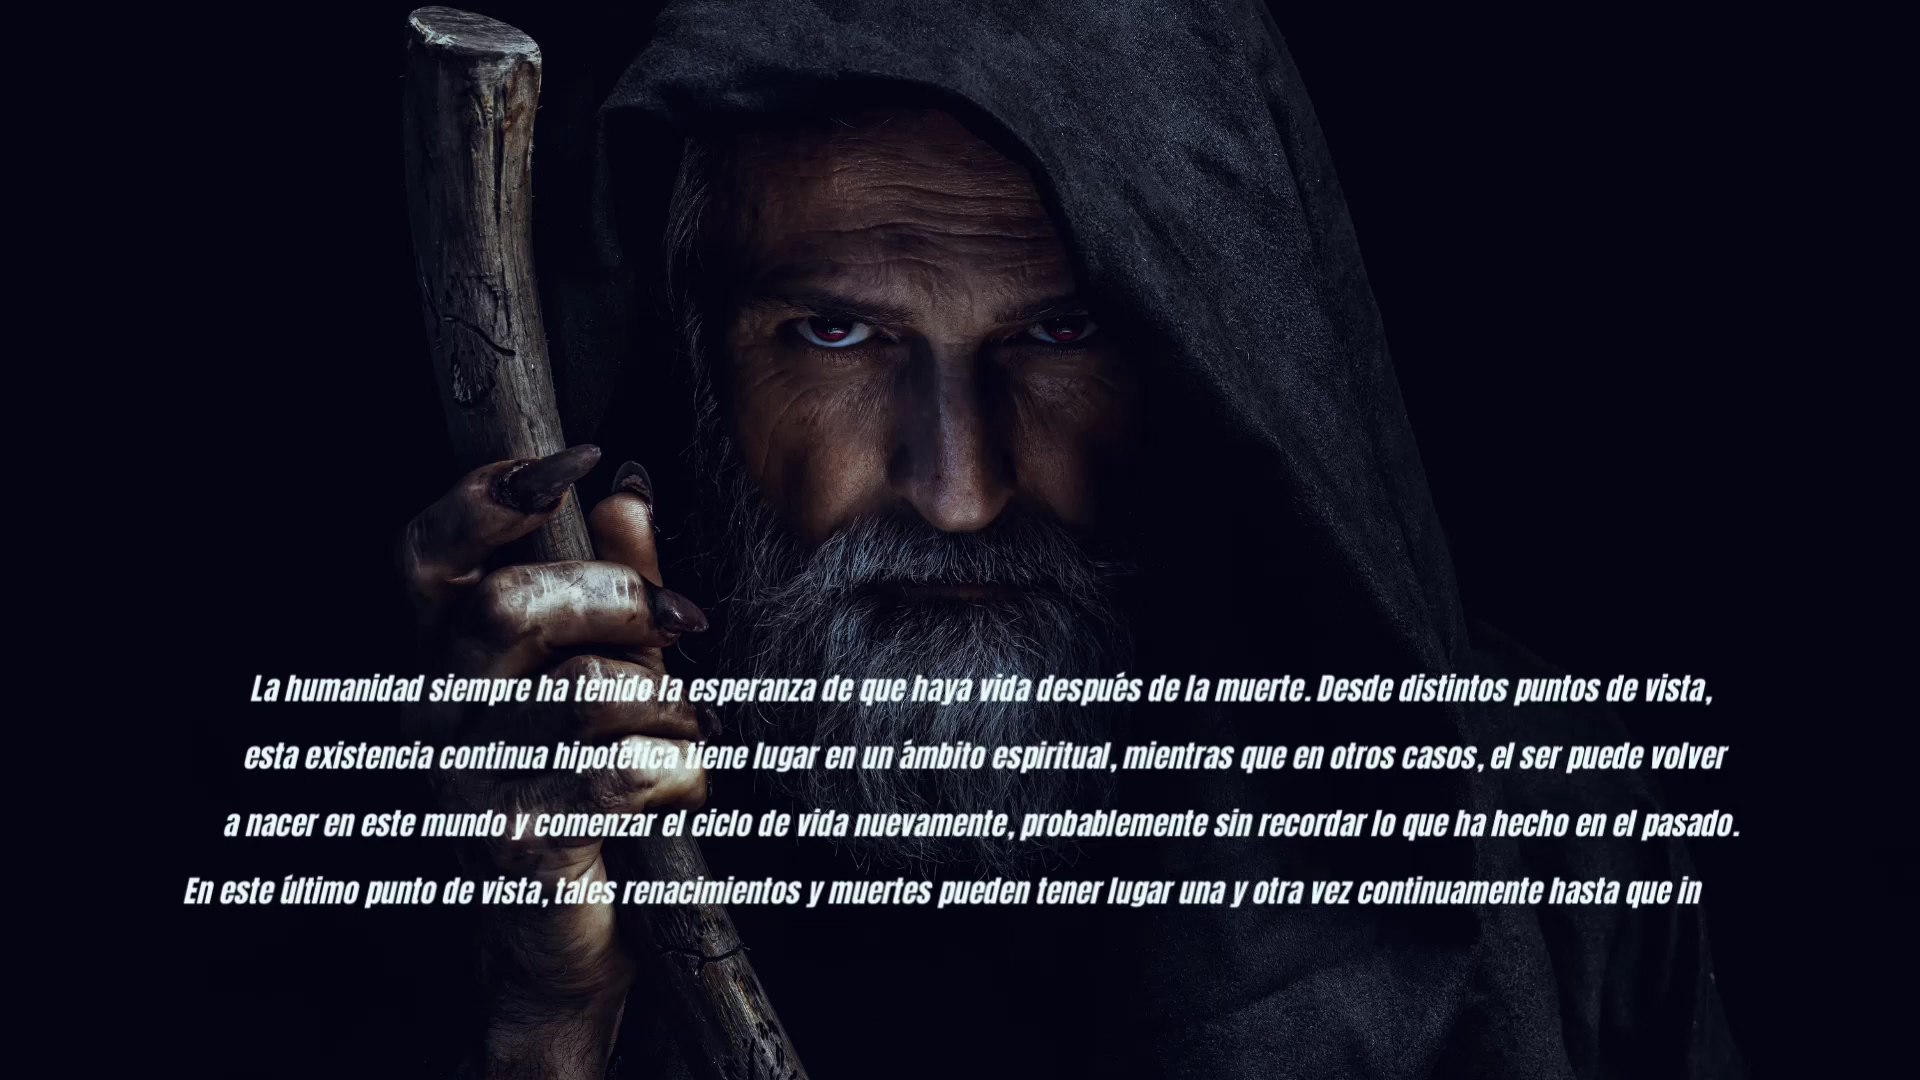 La humanidad siempre ha tenido la esperanza de que haya vida después de la muerte. Desde distintos puntos de vista,
esta existencia continua hipotética tiene lugar en un ámbito espiritual, mientras que en otros casos, el ser puede volver
a nacer en este mundo y comenzar el ciclo de vida nuevamente, probablemente sin recordar lo que ha hecho en el pasado.
En este último punto de vista, tales renacimientos y muertes pueden tener lugar una y otra vez continuamente hasta que in